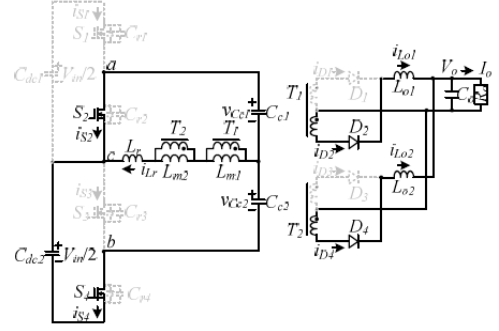 iS1
S1
Cr1
Cdc1
Vin/2
a
S2
Cr2
iS2
Lr
T2
T1
c
iLr
Lm2
Lm1
vCc1
Cc1
vCc2
Cc2
iS3
S3
Cr3
b
Cdc2
Vin/2
S4
Cr4
iS4
iD1
D1
T1
iD2
D2
iLo1
Lo1
Vo
Io
Co
iD3
D3
iLo2
Lo2
T2
iD4
D4